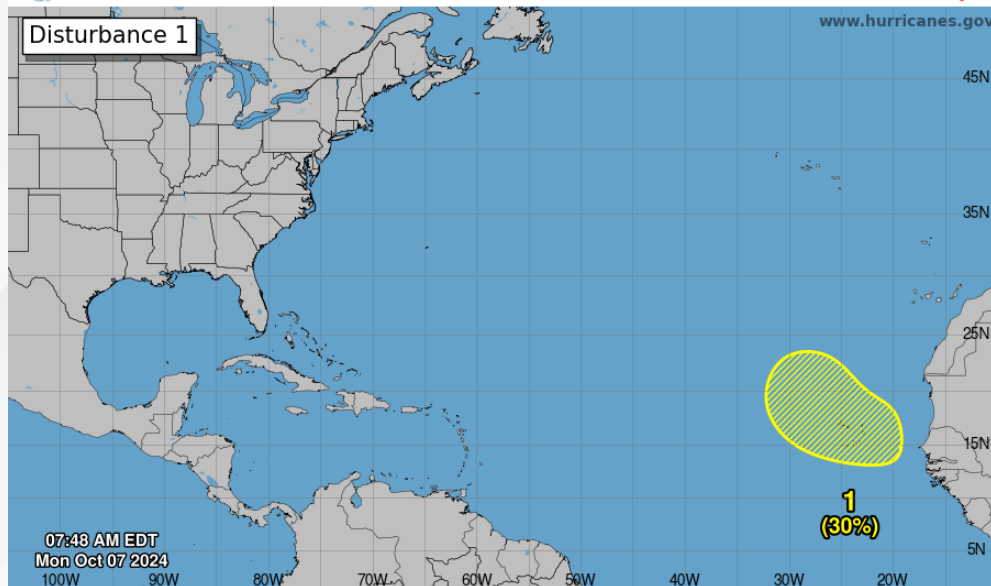 Disturbance 1
www.hurricanes.gov
45N
35N
25N
15N
1
(30%)
07:48 AM EDT
Mon Oct 07 2024
5N
100W 90W 80W 70W 60W 50W 40W 30W 20W